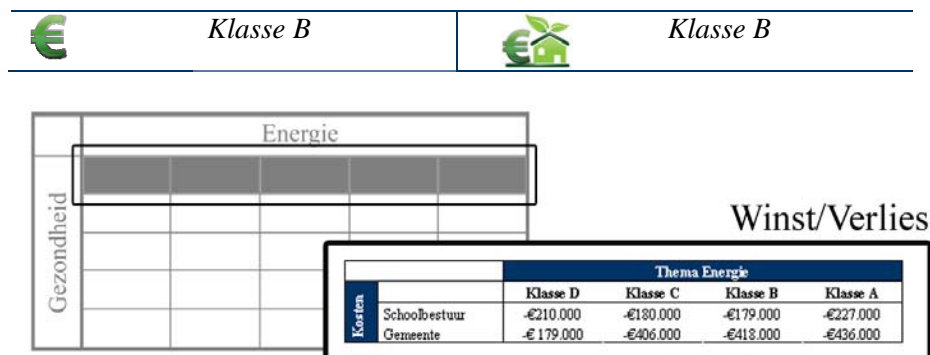 Klasse B Klasse B
Energie
Gezondheid
Winst/Verlies
Thema Energie
Klasse D Klasse C Klasse B Klasse A
Kosten
Schoolbestuur -€210.000 -€180.000 -€179.000 -€227.000
Gemeente -€ 179.000 -€406.000 -€418.000 -€436.000